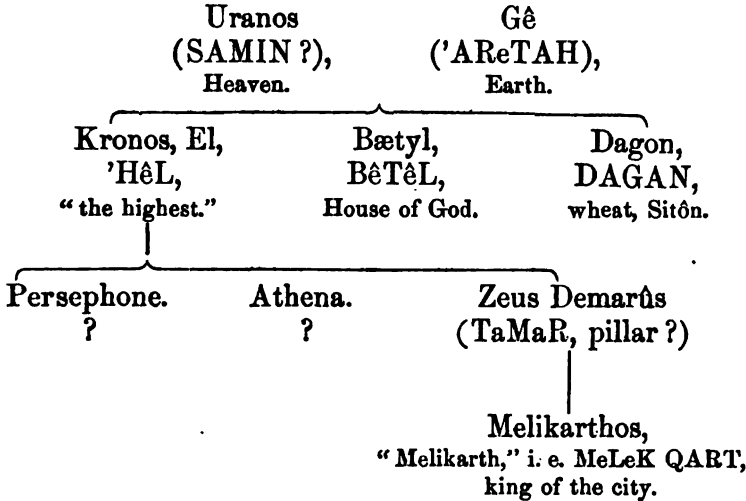 Uranos Gê
(SAMIN ?), ('AReTAH),
Heaven. Earth.
Kronos, El, Bætyl, Dagon,
'HêL, BêTêL, DAGAN,
“the highest.” House of God. wheat, Sitôn.
Persephone. Athena. Zeus Demarûs
? ? (TaMaR, pillar ?)
Melikarthos,
“Melikarth,” i. e. MeLeK QART,
king of the city.